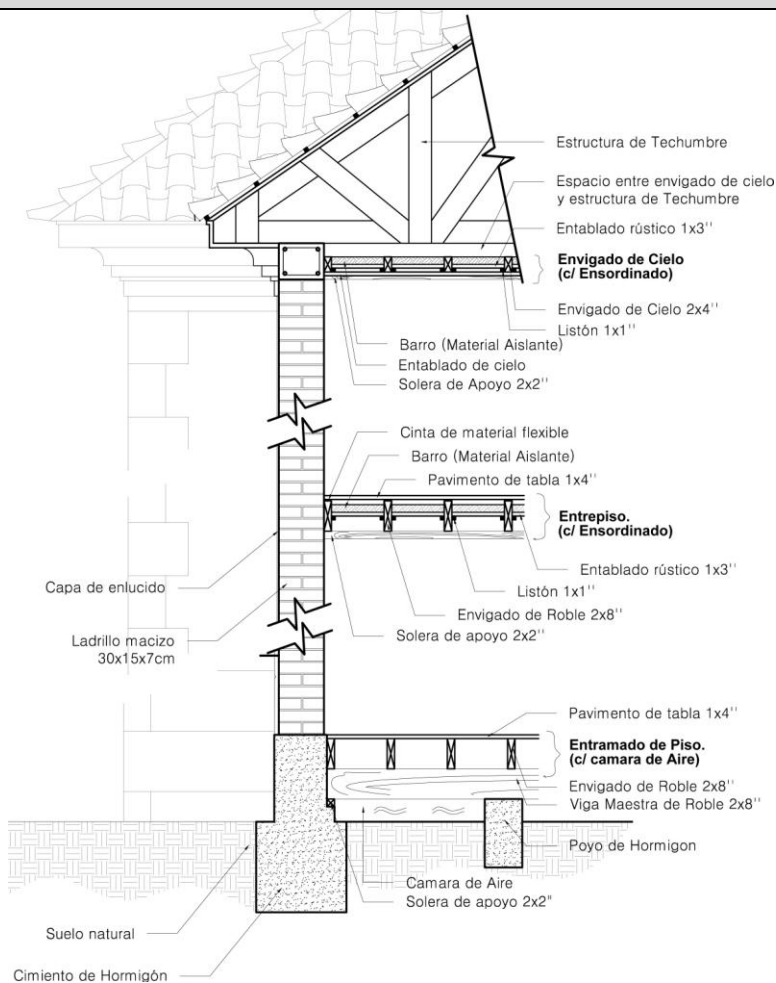 Estructura de Techumbre
Espacio entre envigado de cielo
y estructura de Techumbre
Entablado rústico 1x3''
Envigado de Cielo
(c/ Ensordinado)
Envigado de Cielo 2x4''
Listón 1x1''
Barro (Material Aislante)
Entablado de cielo
Solera de Apoyo 2x2''
Cinta de material flexible
Barro (Material Aislante)
Pavimento de tabla 1x4''
Entrepiso.
(c/ Ensordinado)
Entablado rústico 1x3''
Capa de enlucido
Listón 1x1''
Envigado de Roble 2x8''
Solera de apoyo 2x2''
Ladrillo macizo
30x15x7cm
Pavimento de tabla 1x4''
Entramado de Piso.
(c/ camara de Aire)
Envigado de Roble 2x8''
Viga Maestra de Roble 2x8''
Poyo de Hormigon
Camara de Aire
Solera de apoyo 2x2"
Suelo natural
Cimiento de Hormigón